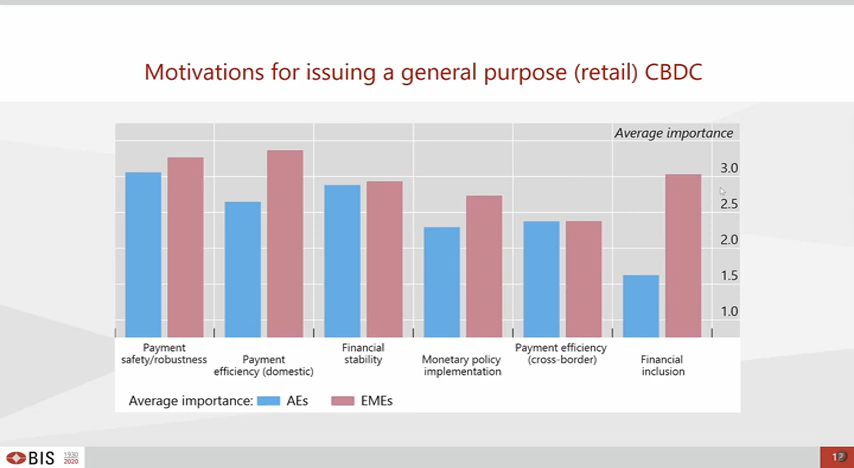 Motivations for issuing a general purpose (retail) CBDC
Average importance
3.0
2.5
2.0
1.5
1.0
Payment
safety/robustness
Payment
efficiency (domestic)
Financial
stability
Monetary policy
implementation
Payment efficiency
(cross-border)
Financial
inclusion
Average importance: AEs EMEs
BIS 1930
2020